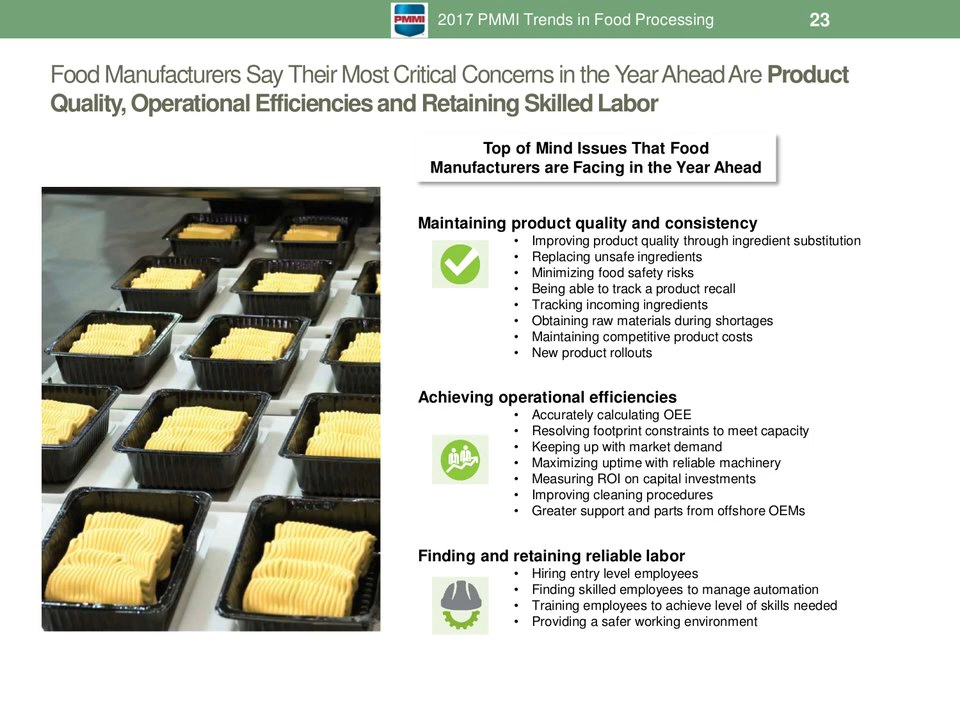 PMMI
2017 PMMI Trends in Food Processing
23
Food Manufacturers Say Their Most Critical Concerns in the Year Ahead Are Product
Quality, Operational Efficiencies and Retaining Skilled Labor
Top of Mind Issues That Food
Manufacturers are Facing in the Year Ahead
Maintaining product quality and consistency
• Improving product quality through ingredient substitution
• Replacing unsafe ingredients
• Minimizing food safety risks
• Being able to track a product recall
• Tracking incoming ingredients
• Obtaining raw materials during shortages
• Maintaining competitive product costs
• New product rollouts
Achieving operational efficiencies
• Accurately calculating OEE
• Resolving footprint constraints to meet capacity
• Keeping up with market demand
• Maximizing uptime with reliable machinery
• Measuring ROI on capital investments
• Improving cleaning procedures
• Greater support and parts from offshore OEMs
Finding and retaining reliable labor
• Hiring entry level employees
• Finding skilled employees to manage automation
• Training employees to achieve level of skills needed
• Providing a safer working environment